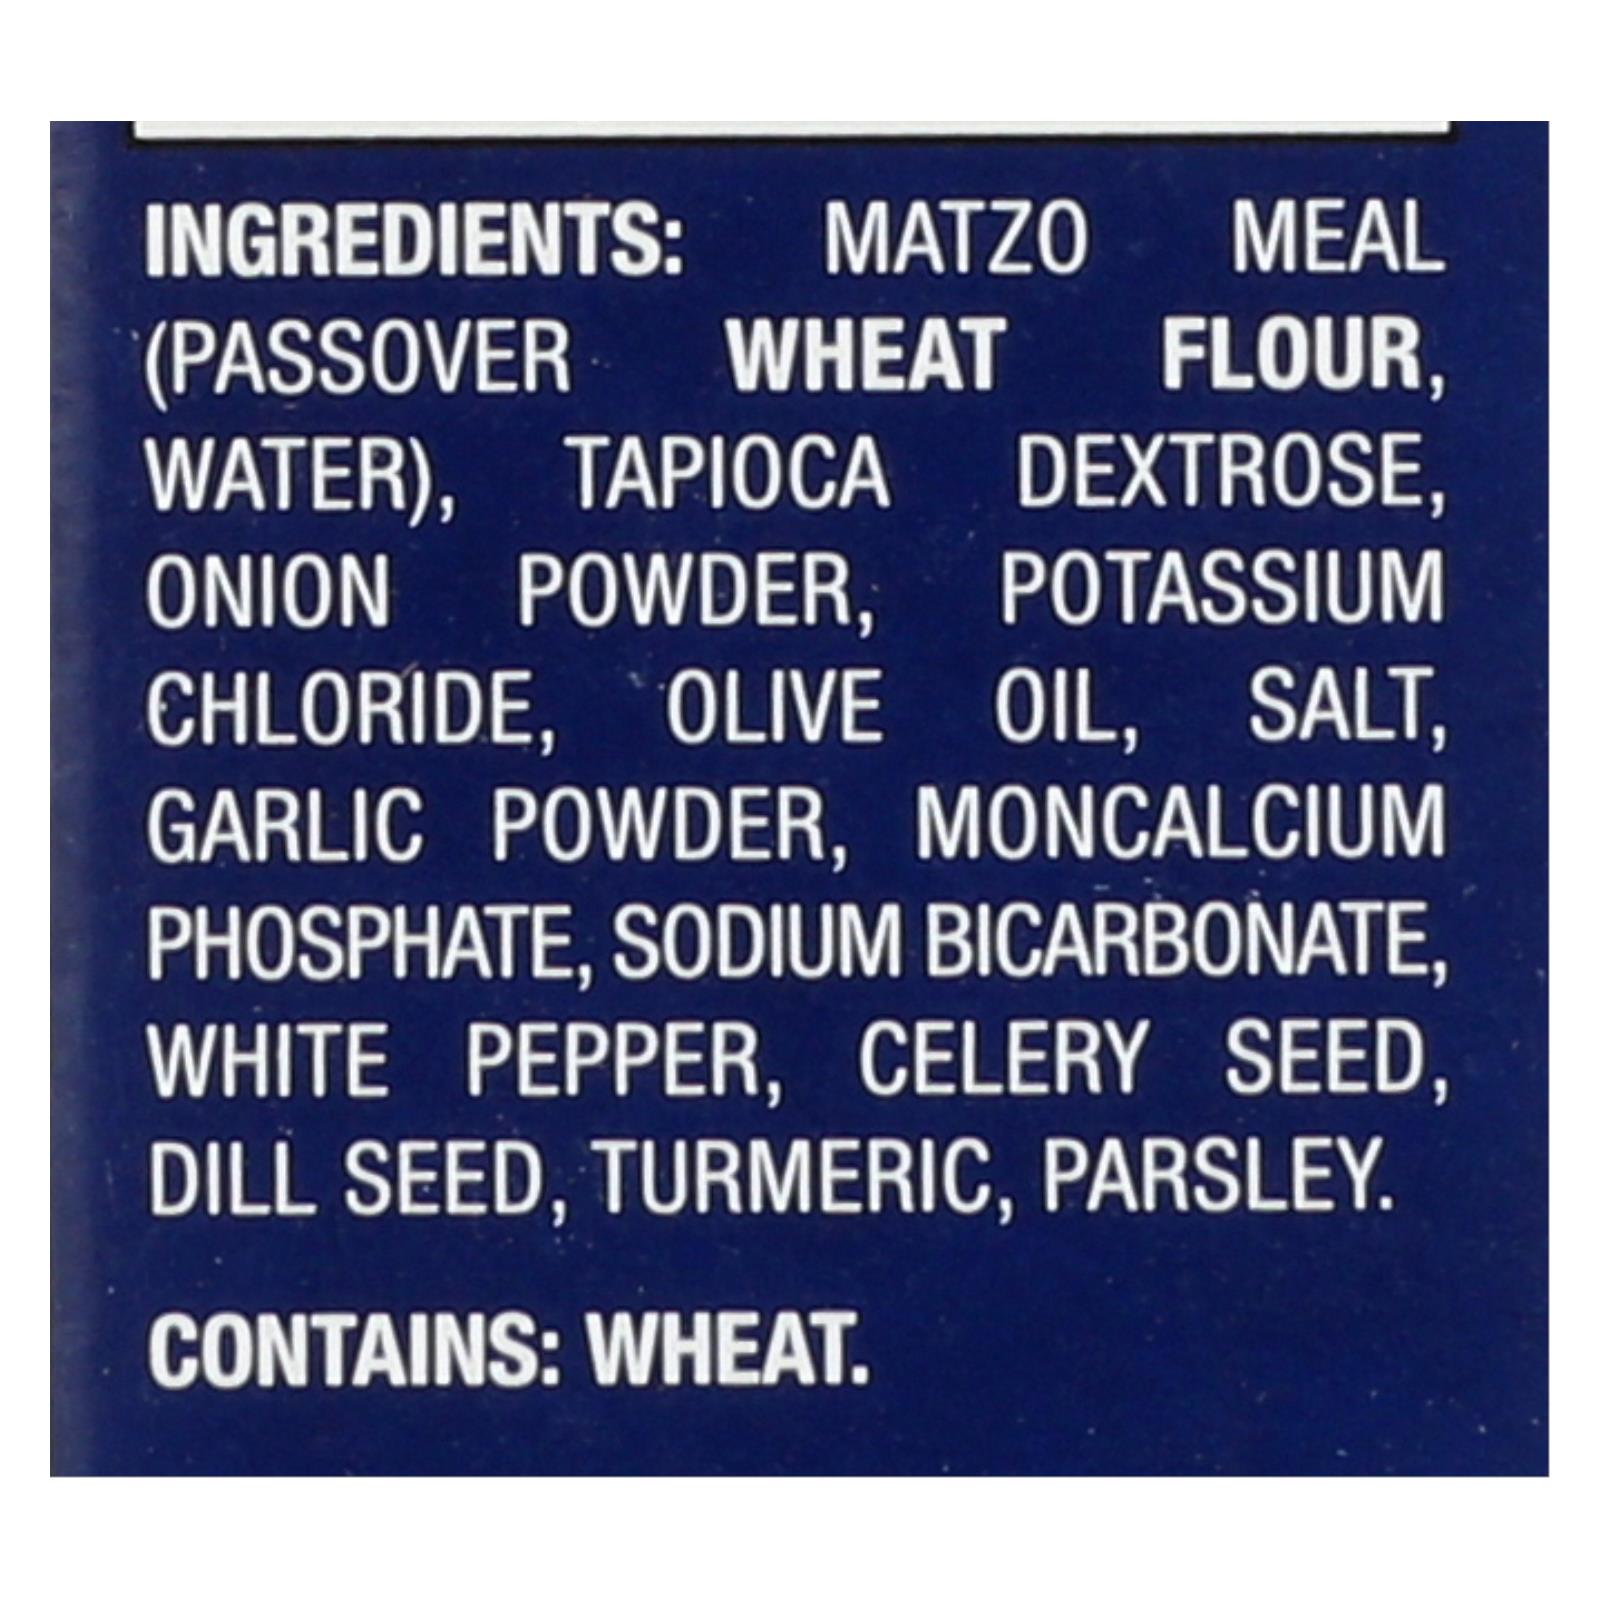 INGREDIENTS: MATZO MEAL
(PASSOVER WHEAT FLOUR,
WATER), TAPIOCA DEXTROSE,
ONION POWDER, POTASSIUM
CHLORIDE, OLIVE OIL, SALT,
GARLIC POWDER, MONCALCIUM
PHOSPHATE, SODIUM BICARBONATE,
WHITE PEPPER, CELERY SEED,
DILL SEED, TURMERIC, PARSLEY.
CONTAINS: WHEAT.